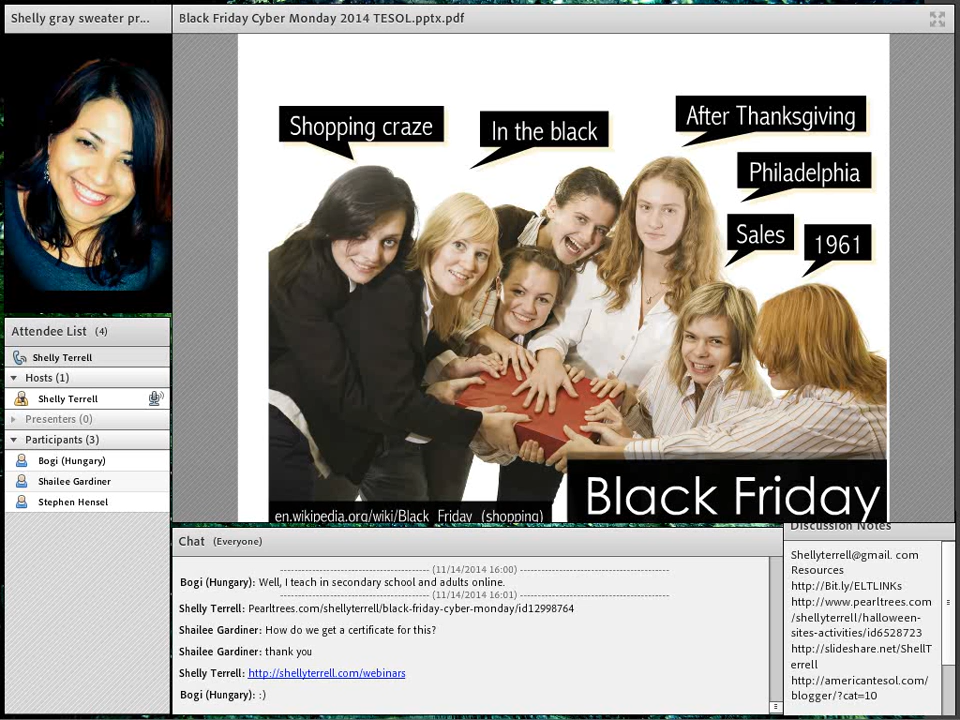 Shelly gray sweater pr...
Black Friday Cyber Monday 2014 TESOL.pptx.pdf
Shopping craze
In the black
After Thanksgiving
Philadelphia
Sales
1961
Black Friday
en.wikipedia.org/wiki/Black_Friday_(shopping)
Attendee List (4)
Shelly Terrell
Hosts (1)
Shelly Terrell
Presenters (0)
Participants (3)
Bogi (Hungary)
Shailee Gardiner
Stephen Hensel
Chat (Everyone)
(11/14/2014 16:00)
Bogi (Hungary): Well, I teach in secondary school and adults online.
(11/14/2014 16:01)
Shelly Terrell: Pearltrees.com/shellyterrell/black-friday-cyber-monday/id12998764
Shailee Gardiner: How do we get a certificate for this?
Shailee Gardiner: thank you
Shelly Terrell: http://shellyterrell.com/webinars
Bogi (Hungary): :)
Discussion Notes
Shellyterrell@gmail. com
Resources
http://Bit.ly/ELTLINKs
http://www.pearltrees.com
/shellyterrell/halloween-
sites-activities/id6528723
http://slideshare.net/ShellT
errell
http://americantesol.com/
blogger/?cat=10